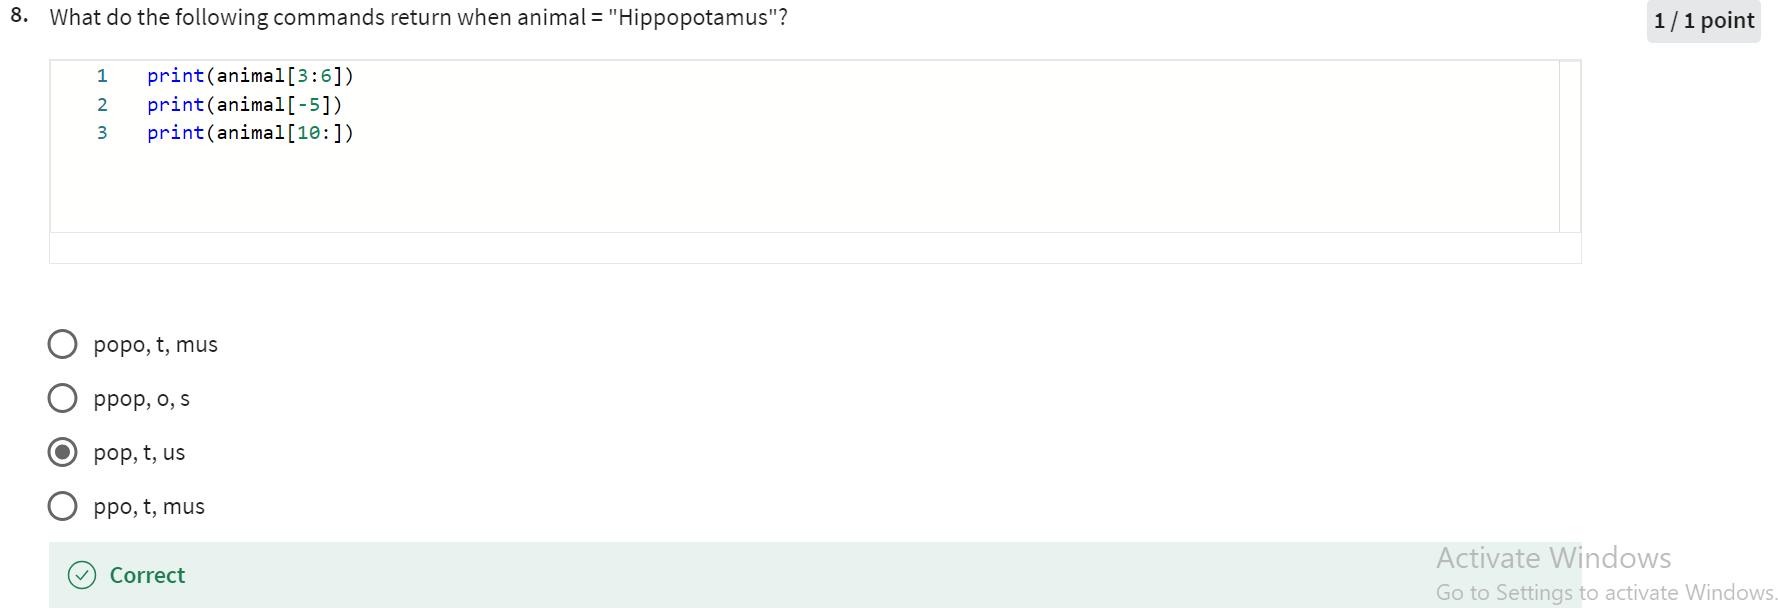 8. What do the following commands return when animal = "Hippopotamus"?
1 / 1 point
1 print(animal[3:6])
2 print(animal[-5])
3 print(animal[10:])
popo, t, mus
ppop, o, s
pop, t, us
ppo, t, mus
Correct
Activate Windows
Go to Settings to activate Windows.